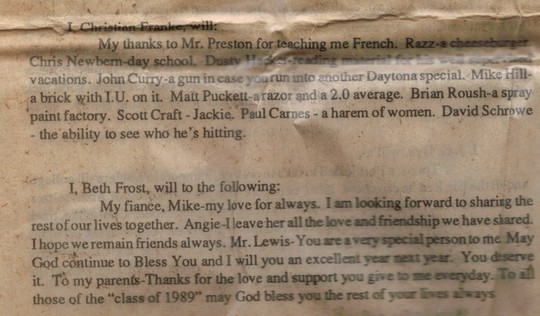 I, Christian Franke, will:
My thanks to Mr. Preston for teaching me French. Razz-a cheeseburger
Chris Newbern-day school. Dusty Hacker-reading material for his well
vacations. John Curry-a gun in case you run into another Daytona special. Mike Hill-
a brick with I.U. on it. Matt Puckett-a razor and a 2.0 average. Brian Roush-a spray
paint factory. Scott Craft - Jackie. Paul Carnes - a harem of women. David Schrowe
- the ability to see who he's hitting.
I, Beth Frost, will to the following:
My fiance, Mike-my love for always. I am looking forward to sharing the
rest of our lives together. Angie-I leave her all the love and friendship we have shared.
I hope we remain friends always. Mr. Lewis-You are a very special person to me. May
God continue to Bless You and I will you an excellent year next year. You deserve
it. To my parents-Thanks for the love and support you give to me everyday. To all
those of the "class of 1989" may God bless you the rest of your lives always